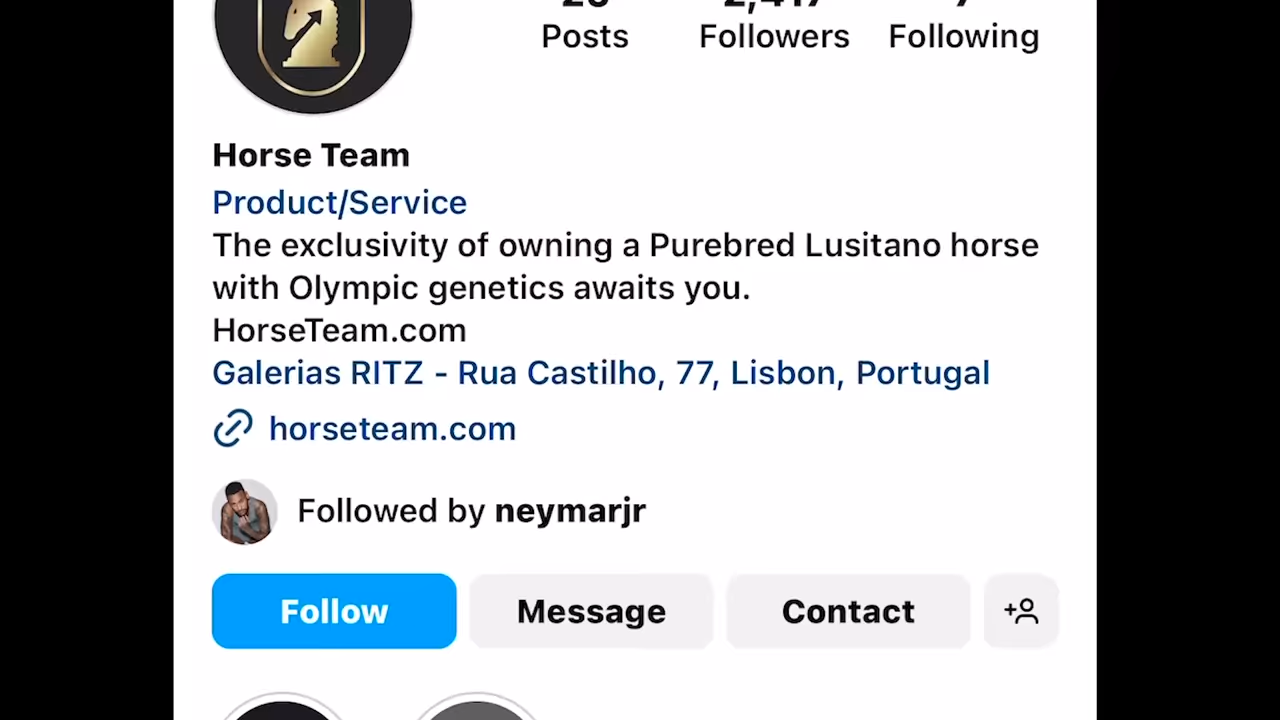 Posts Followers Following
Horse Team
Product/Service
The exclusivity of owning a Purebred Lusitano horse
with Olympic genetics awaits you.
HorseTeam.com
Galerias RITZ - Rua Castilho, 77, Lisbon, Portugal
horseteam.com
Followed by neymarjr
Follow Message Contact